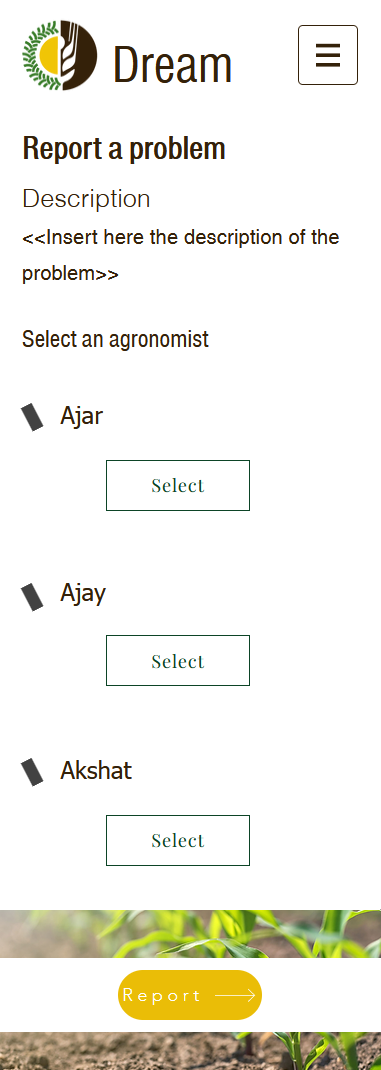 Dream
Report a problem
Description
<<Insert here the description of the
problem>>
Select an agronomist
Ajar
Select
Ajay
Select
Akshat
Select
Report